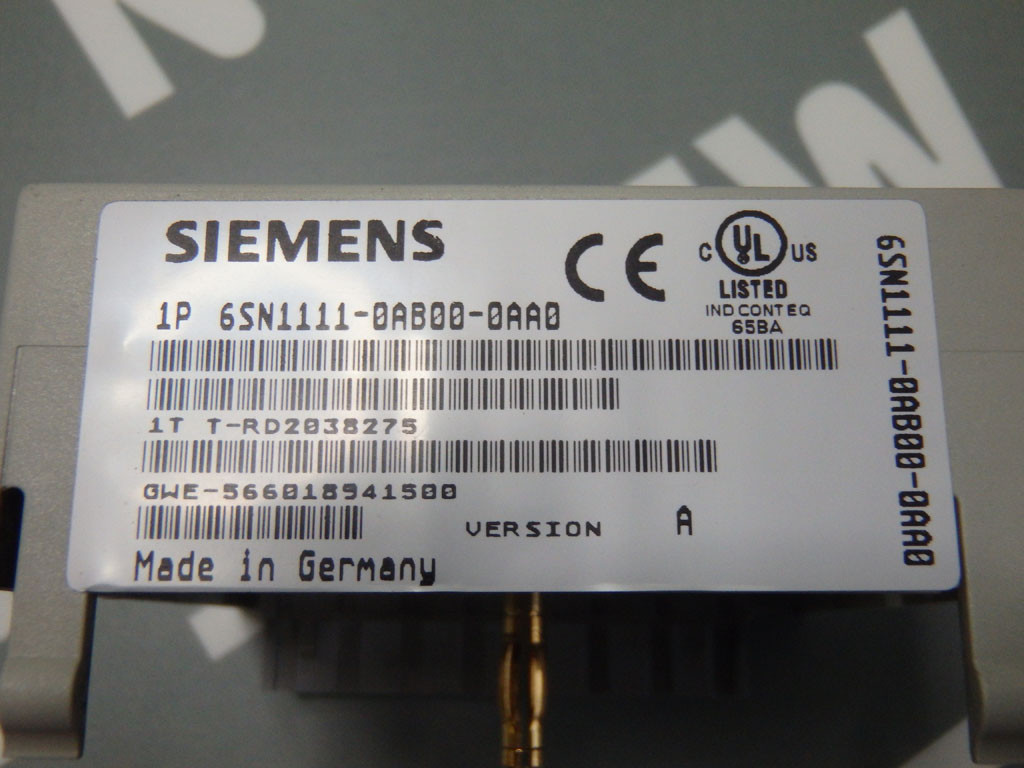 SIEMENS
CE
C UL US
LISTED
IND CONT EQ
65BA
1P 6SN1111-0AB00-0AA0
1T T-RD2038275
GWE-566018941500
VERSION A
Made in Germany
6SN1111-0AB00-0AA0